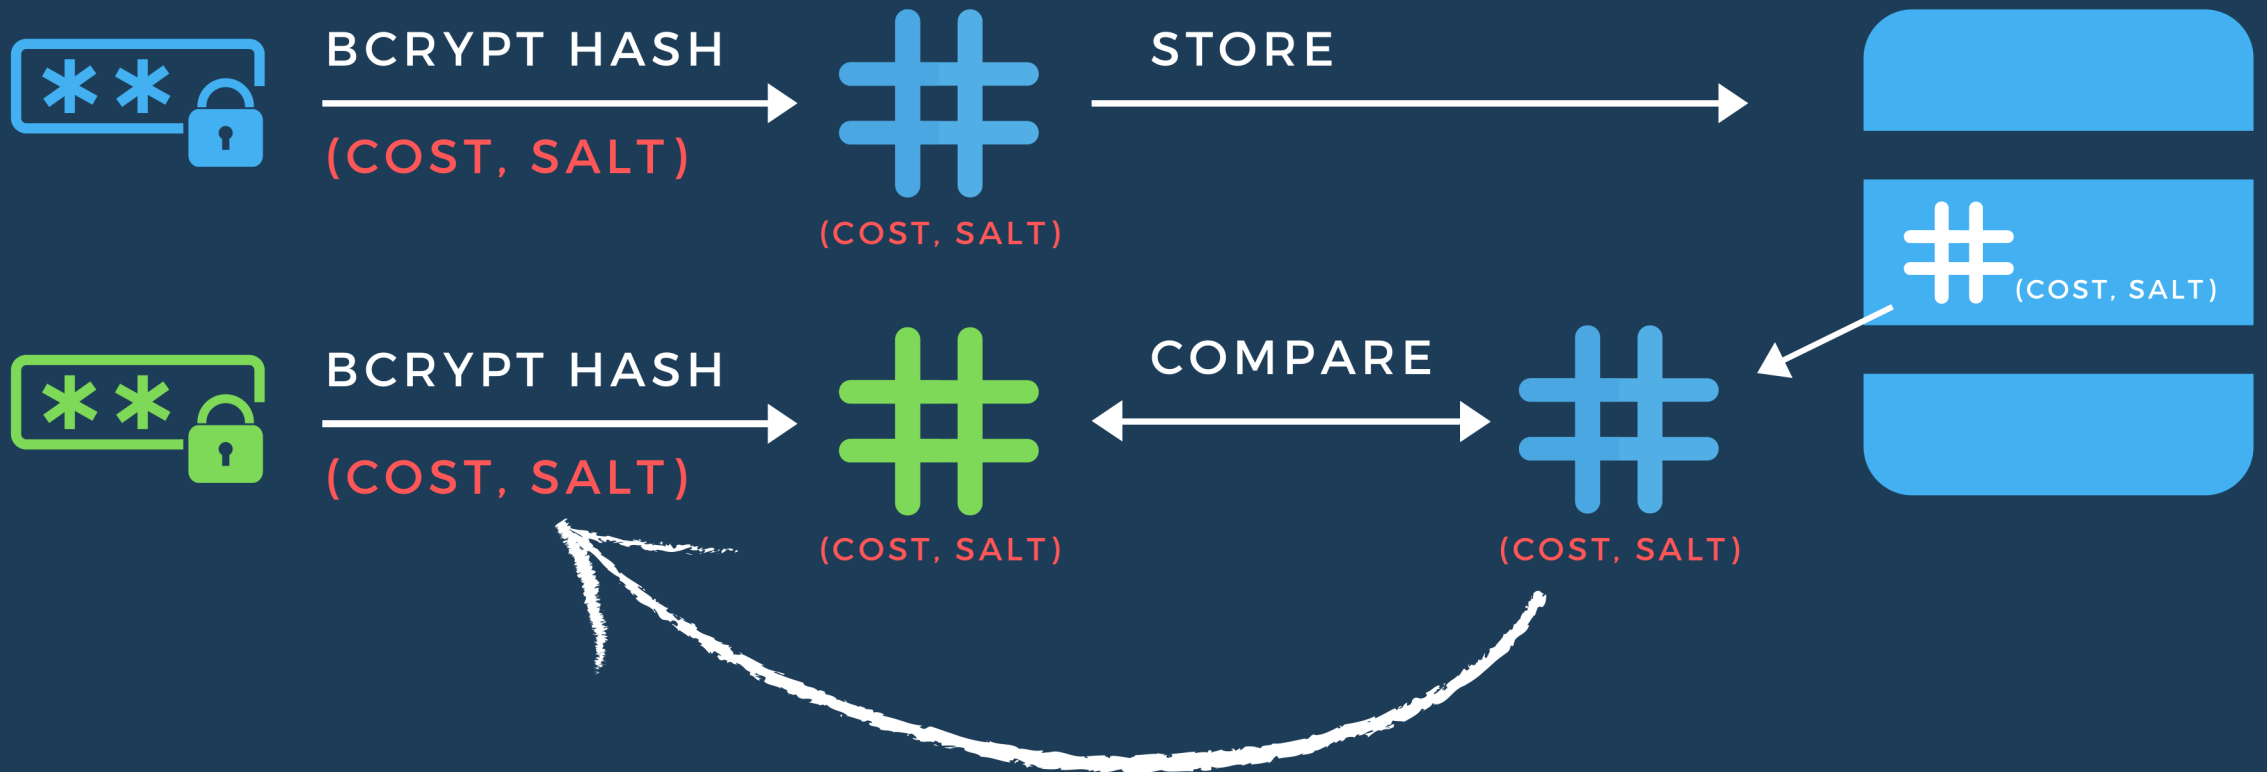 BCRYPT HASH
(COST, SALT)
(COST, SALT)
STORE
(COST, SALT)
BCRYPT HASH
(COST, SALT)
(COST, SALT)
COMPARE
(COST, SALT)